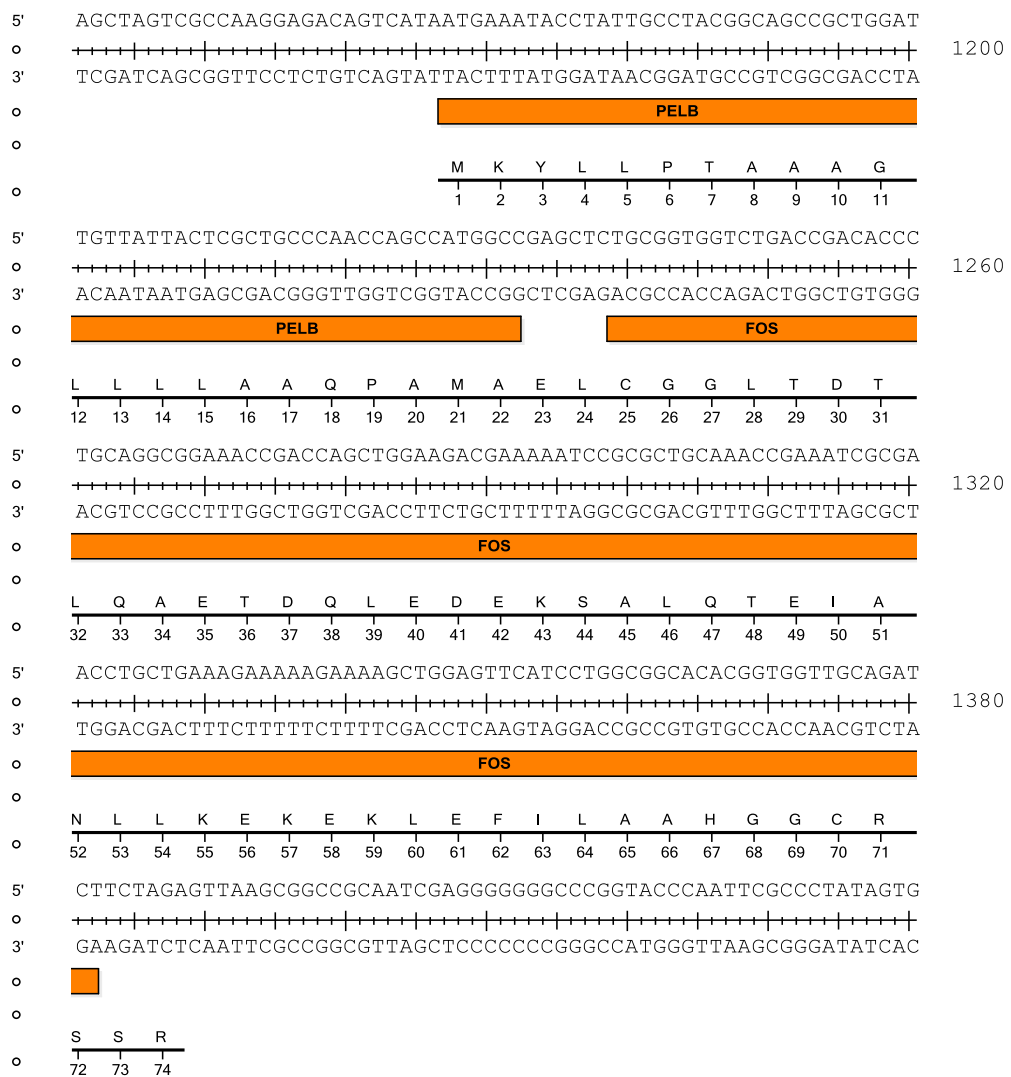 5' AGCTAGTCGCCAAGGAGACAGTCATAATGAAATACCTATTGCCTACGGCAGCCGCTGGAT
1200
3' TCGATCAGCGGTTCCTCTGTCAGTATTACTTTATGGATAACGGATGCCGTCGGCGACCTA
PELB
M K Y L L P T A A A G
1 2 3 4 5 6 7 8 9 10 11
5' TGTTATTACTCGCTGCCCAACCAGCCATGGCCGAGCTCTGCGGTGGTCTGACCGACACCC
1260
3' ACAATAATGAGCGACGGGTTGGTCGGTACCGGCTCGAGACGCCACCAGACTGGCTGTGGG
PELB FOS
L L L L A A Q P A M A E L C G G L T D T
12 13 14 15 16 17 18 19 20 21 22 23 24 25 26 27 28 29 30 31
5' TGCAGGCGGAAACCGACCAGCTGGAAGACGAAAAATCCGCGCTGCAAACCGAAATCGCGA
1320
3' ACGTCCGCCTTTGGCTGGTCGACCTTCTGCTTTTTAGGCGCGACGTTTGGCTTTAGCGCT
FOS
L Q A E T D Q L E D E K S A L Q T E I A
32 33 34 35 36 37 38 39 40 41 42 43 44 45 46 47 48 49 50 51
5' ACCTGCTGAAAGAAAAAGAAAAGCTGGAGTTCATCCTGGCGGCACACGGTGGTTGCAGAT
1380
3' TGGACGACTTTCTTTTTCTTTTCGACCTCAAGTAGGACCGCCGTGTGCCACCAACGTCTA
FOS
N L L K E K E K L E F I L A A H G G C R
52 53 54 55 56 57 58 59 60 61 62 63 64 65 66 67 68 69 70 71
5' CTTCTAGAGTTAAGCGGCCGCAATCGAGGGGGGGCCCGGTACCCAATTCGCCCTATAGTG
3' GAAGATCTCAATTCGCCGGCGTTAGCTCCCCCCCGGGCCATGGGTTAAGCGGGATATCAC
S S R
72 73 74